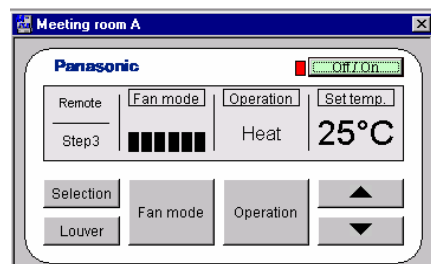 Meeting room A
Panasonic
Off / On
Remote
Fan mode
Operation
Set temp.
Step3
Heat
25°C
Selection
Fan mode
Operation
Louver